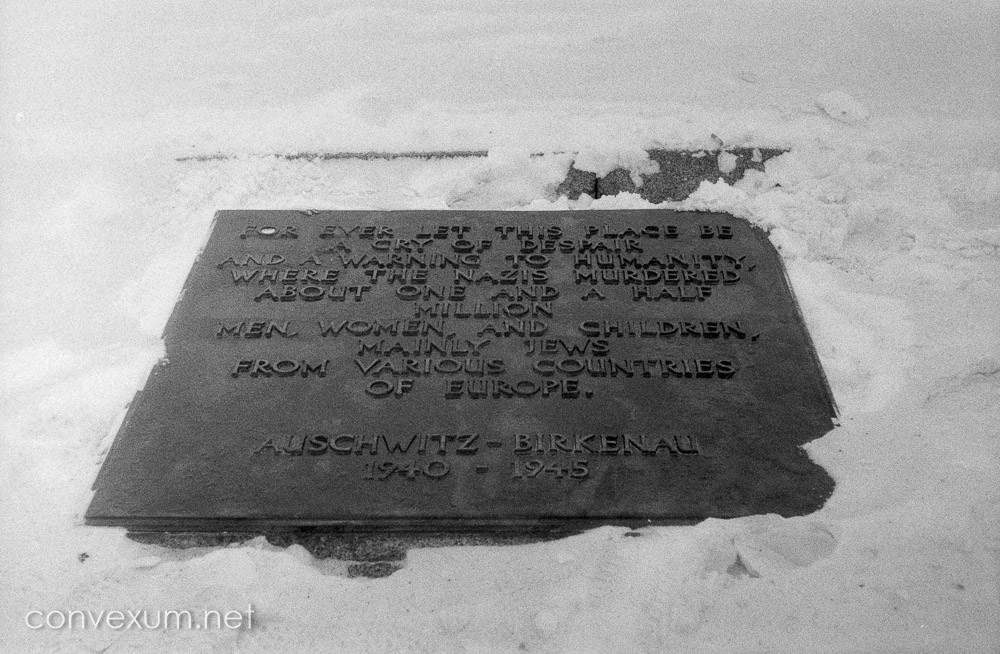 FOR EVER LET THIS PLACE BE
A CRY OF DESPAIR
AND A WARNING TO HUMANITY,
WHERE THE NAZIS MURDERED
ABOUT ONE AND A HALF
MILLION
MEN, WOMEN, AND CHILDREN,
MAINLY JEWS
FROM VARIOUS COUNTRIES
OF EUROPE.
AUSCHWITZ - BIRKENAU
1940 - 1945
convexum.net